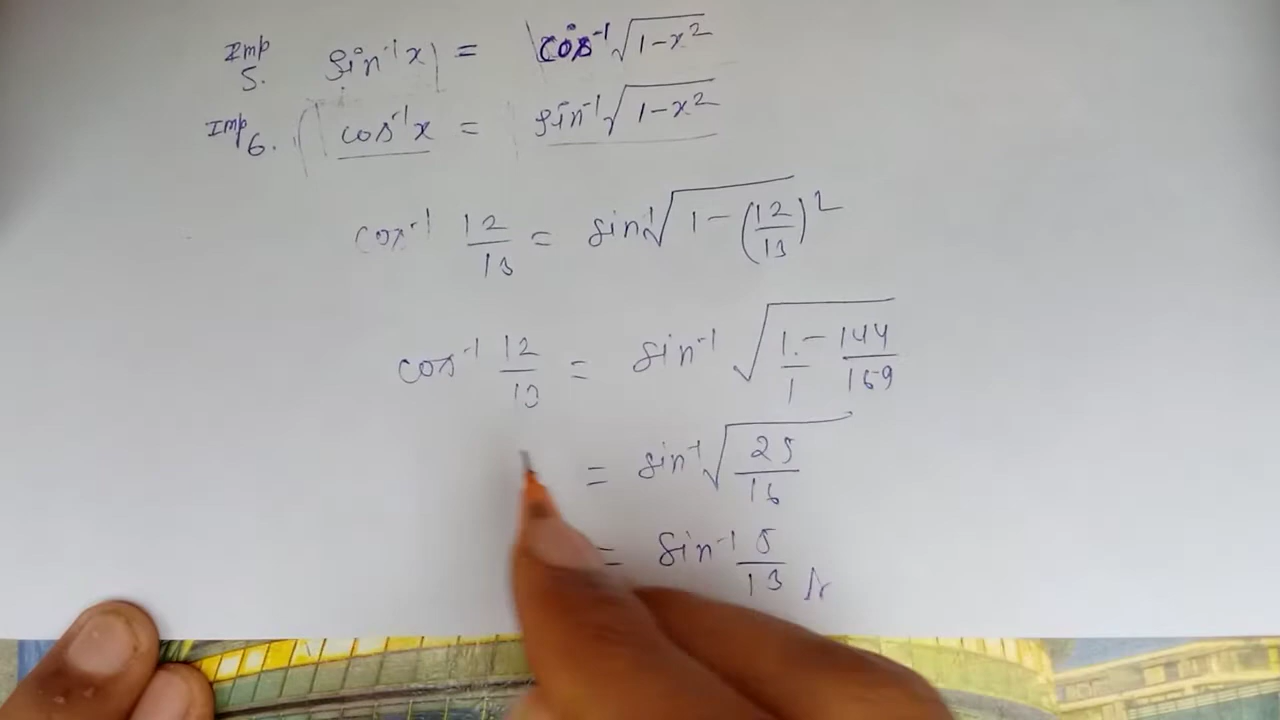 Imp 5. sin⁻¹x = cos⁻¹√(1-x²)
Imp 6. cos⁻¹x = sin⁻¹√(1-x²)
cos⁻¹ 12/13 = sin⁻¹√(1-(12/13)²)
cos⁻¹ 12/13 = sin⁻¹ √(1/1 - 144/169)
= sin⁻¹√(25/16)
= sin⁻¹ 5/13